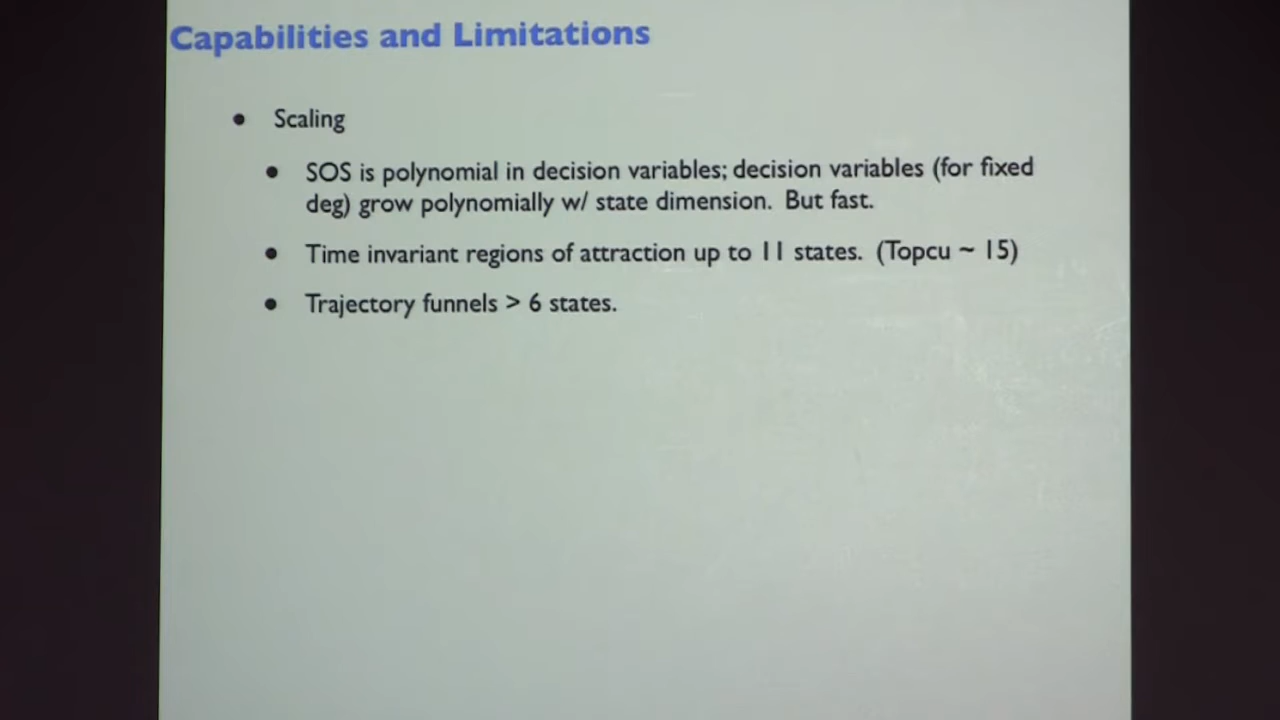 Capabilities and Limitations
• Scaling
• SOS is polynomial in decision variables; decision variables (for fixed
deg) grow polynomially w/ state dimension. But fast.
• Time invariant regions of attraction up to 11 states. (Topcu ~ 15)
• Trajectory funnels > 6 states.